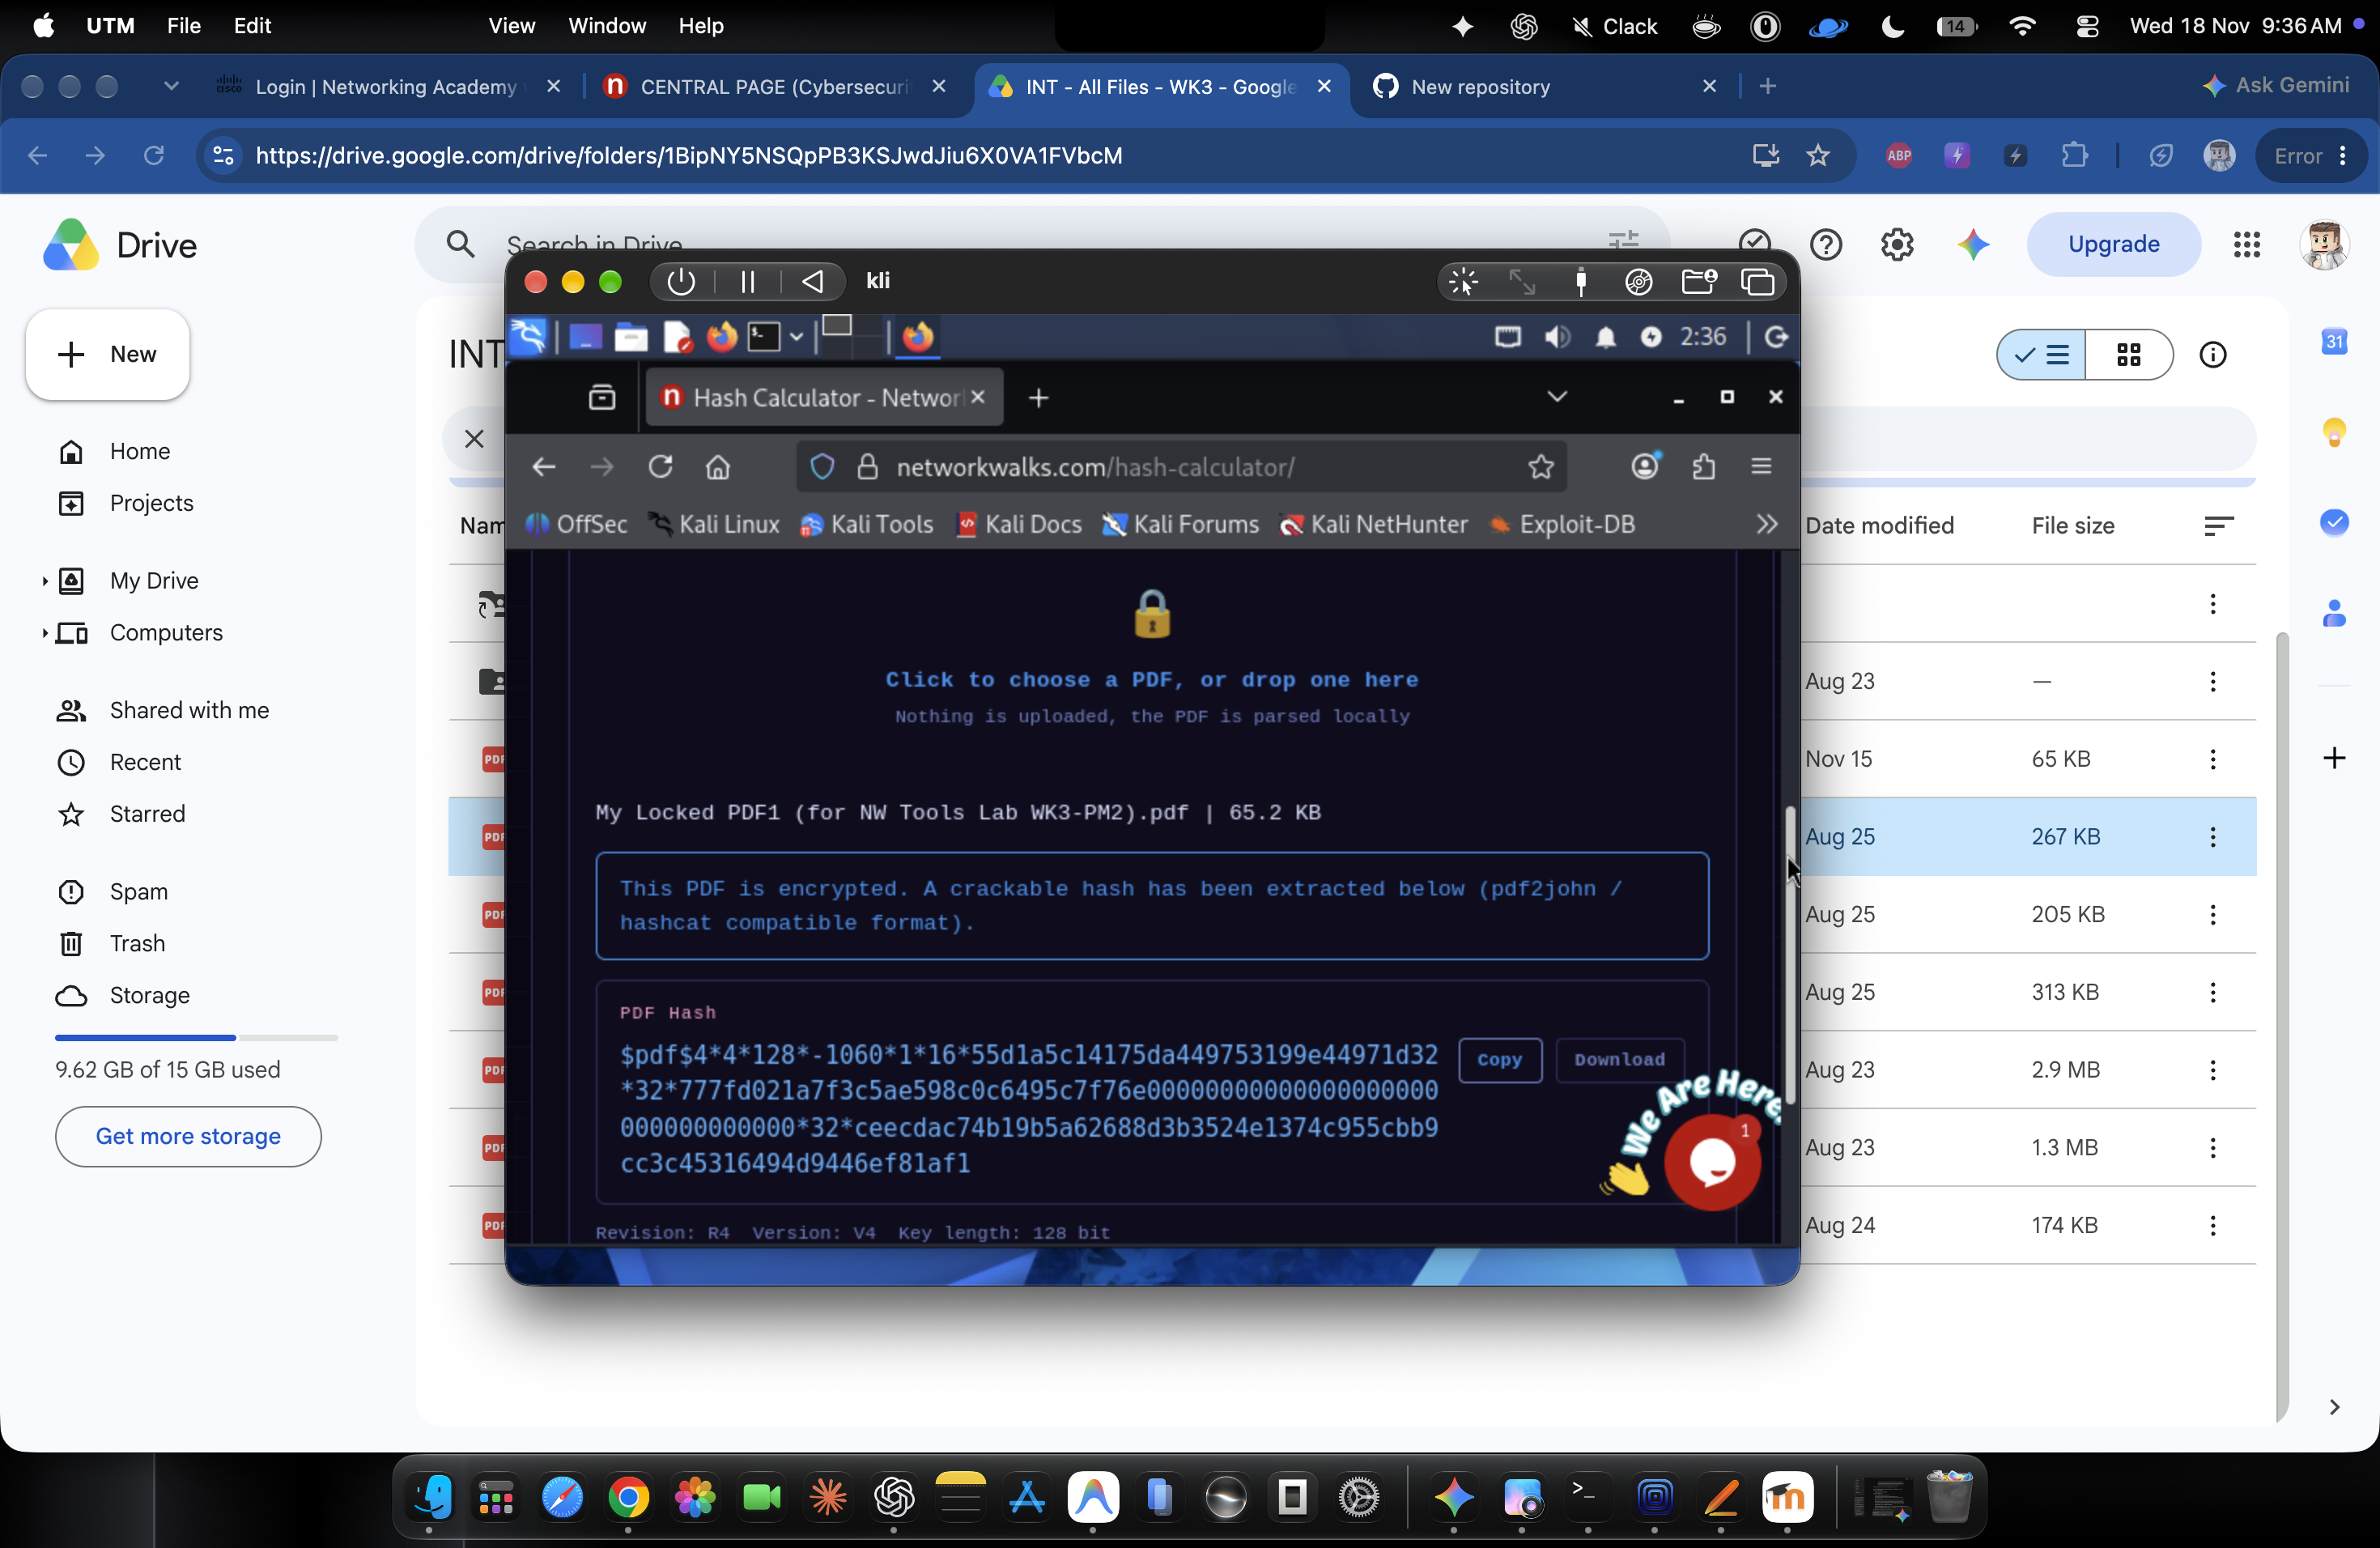 UTM File Edit View Window Help Clack 14 Wed 18 Nov 9:36 AM
Login | Networking Academy
CENTRAL PAGE (Cybersecuri
INT - All Files - WK3 - Google
New repository
Ask Gemini
https://drive.google.com/drive/folders/1BipNY5NSQpPB3KSJwdJiu6X0VA1FVbcM
ABP
Error
Drive
Search in Drive
Upgrade
New
Home
Projects
My Drive
Computers
Shared with me
Recent
Starred
Spam
Trash
Storage
9.62 GB of 15 GB used
Get more storage
INT
Nam
kli
2:36
Hash Calculator - Networ
networkwalks.com/hash-calculator/
OffSec Kali Linux Kali Tools Kali Docs Kali Forums Kali NetHunter Exploit-DB
Click to choose a PDF, or drop one here
Nothing is uploaded, the PDF is parsed locally
My Locked PDF1 (for NW Tools Lab WK3-PM2).pdf | 65.2 KB
This PDF is encrypted. A crackable hash has been extracted below (pdf2john /
hashcat compatible format).
PDF Hash
$pdf$4*4*128*-1060*1*16*55d1a5c14175da449753199e44971d32
*32*777fd021a7f3c5ae598c0c6495c7f76e00000000000000000000
000000000000*32*ceecdac74b19b5a62688d3b3524e1374c955cbb9
cc3c45316494d9446ef81af1
Copy
Download
We Are Here
1
Revision: R4 Version: V4 Key length: 128 bit
Date modified File size
Aug 23 —
Nov 15 65 KB
Aug 25 267 KB
Aug 25 205 KB
Aug 25 313 KB
Aug 23 2.9 MB
Aug 23 1.3 MB
Aug 24 174 KB
31